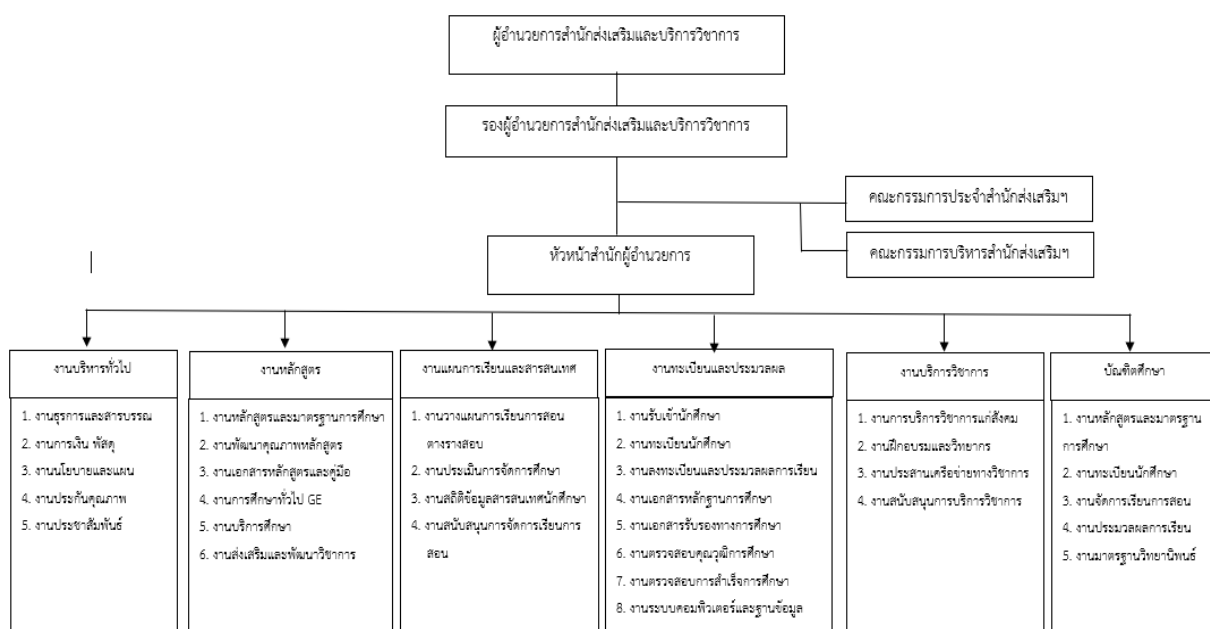 ผู้อำนวยการสำนักส่งเสริมและบริการวิชาการ
รองผู้อำนวยการสำนักส่งเสริมและบริการวิชาการ
คณะกรรมการประจำสำนักส่งเสริมฯ
คณะกรรมการบริหารสำนักส่งเสริมฯ
หัวหน้าสำนักผู้อำนวยการ
งานบริหารทั่วไป
1. งานธุรการและสารบรรณ
2. งานการเงิน พัสดุ
3. งานนโยบายและแผน
4. งานประกันคุณภาพ
5. งานประชาสัมพันธ์
งานหลักสูตร
1. งานหลักสูตรและมาตรฐานการศึกษา
2. งานพัฒนาคุณภาพหลักสูตร
3. งานเอกสารหลักสูตรและคู่มือ
4. งานการศึกษาทั่วไป GE
5. งานบริการศึกษา
6. งานส่งเสริมและพัฒนาวิชาการ
งานแผนการเรียนและสารสนเทศ
1. งานวางแผนการเรียนการสอน
ตางรางสอบ
2. งานประเมินการจัดการศึกษา
3. งานสถิติข้อมูลสารสนเทศนักศึกษา
4. งานสนับสนุนการจัดการเรียนการ
สอน
งานทะเบียนและประมวลผล
1. งานรับเข้านักศึกษา
2. งานทะเบียนนักศึกษา
3. งานลงทะเบียนและประมวลผลการเรียน
4. งานเอกสารหลักฐานการศึกษา
5. งานเอกสารรับรองทางการศึกษา
6. งานตรวจสอบคุณวุฒิการศึกษา
7. งานตรวจสอบการสำเร็จการศึกษา
8. งานระบบคอมพิวเตอร์และฐานข้อมูล
งานบริการวิชาการ
1. งานการบริการวิชาการแก่สังคม
2. งานฝึกอบรมและวิทยากร
3. งานประสานเครือข่ายทางวิชาการ
4. งานสนับสนุนการบริการวิชาการ
บัณฑิตศึกษา
1. งานหลักสูตรและมาตรฐาน
การศึกษา
2. งานทะเบียนนักศึกษา
3. งานจัดการเรียนการสอน
4. งานประมวลผลการเรียน
5. งานมาตรฐานวิทยานิพนธ์